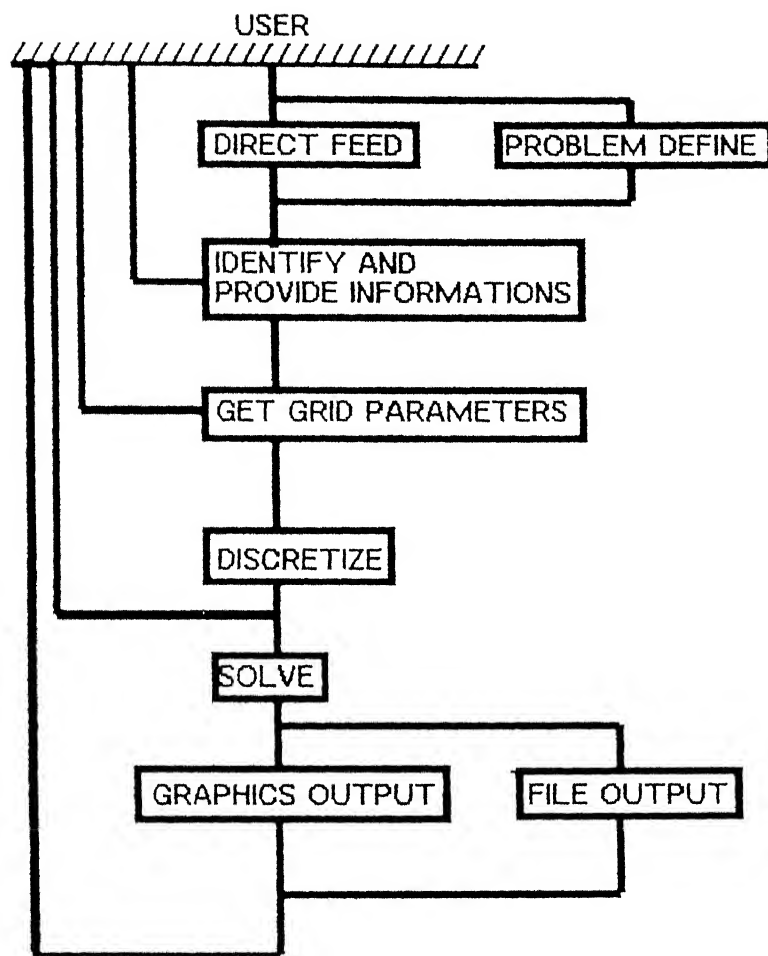 USER
DIRECT FEED
PROBLEM DEFINE
IDENTIFY AND
PROVIDE INFORMATIONS
GET GRID PARAMETERS
DISCRETIZE
SOLVE
GRAPHICS OUTPUT
FILE OUTPUT